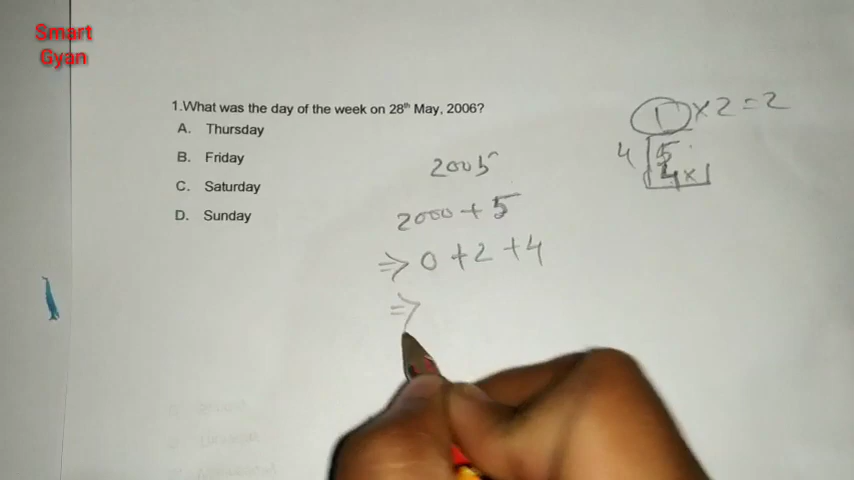 Smart
Gyan
1.What was the day of the week on 28th May, 2006?
A. Thursday
B. Friday
C. Saturday
D. Sunday
2005
2000 + 5
⇒ 0 + 2 + 4
⇒
1 × 2 = 2
4 5
4 × 1